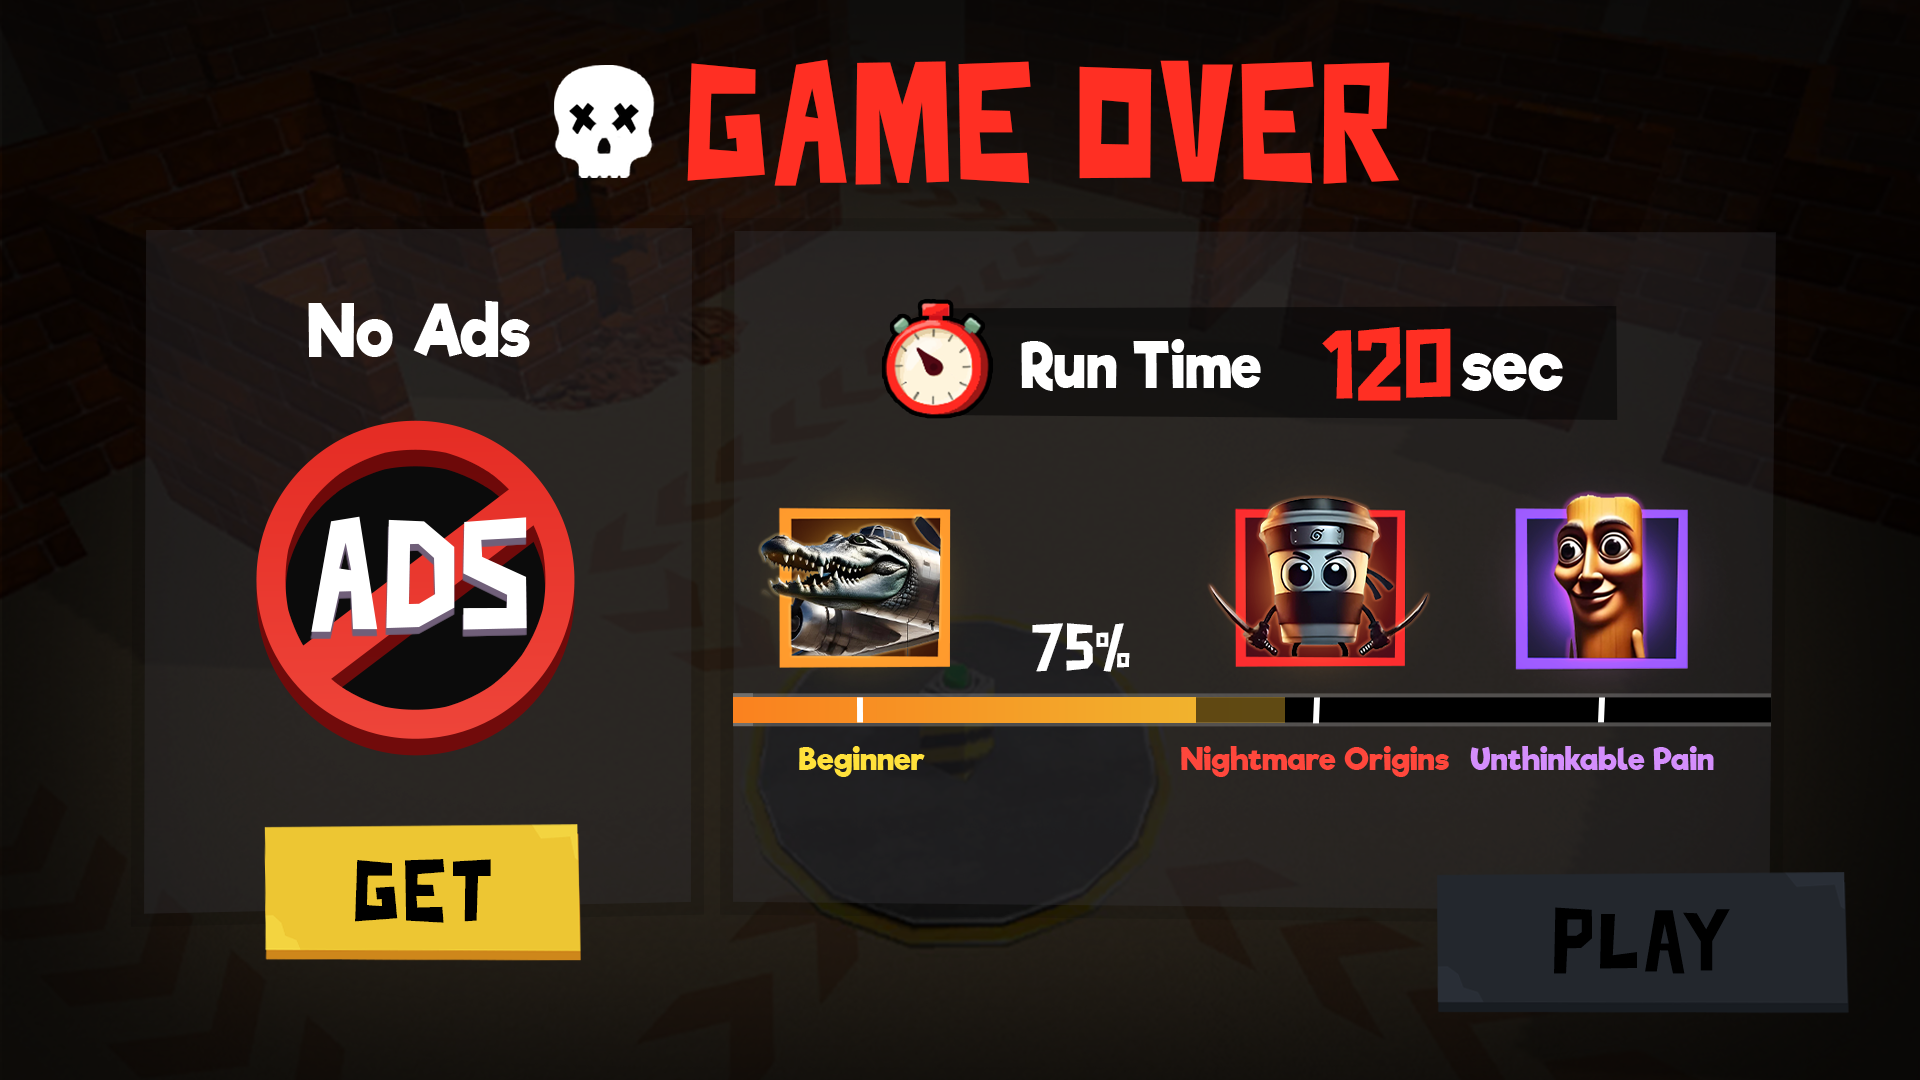 GAME OVER
No Ads
ADS
GET
Run Time 120 sec
75%
Beginner
Nightmare Origins
Unthinkable Pain
PLAY